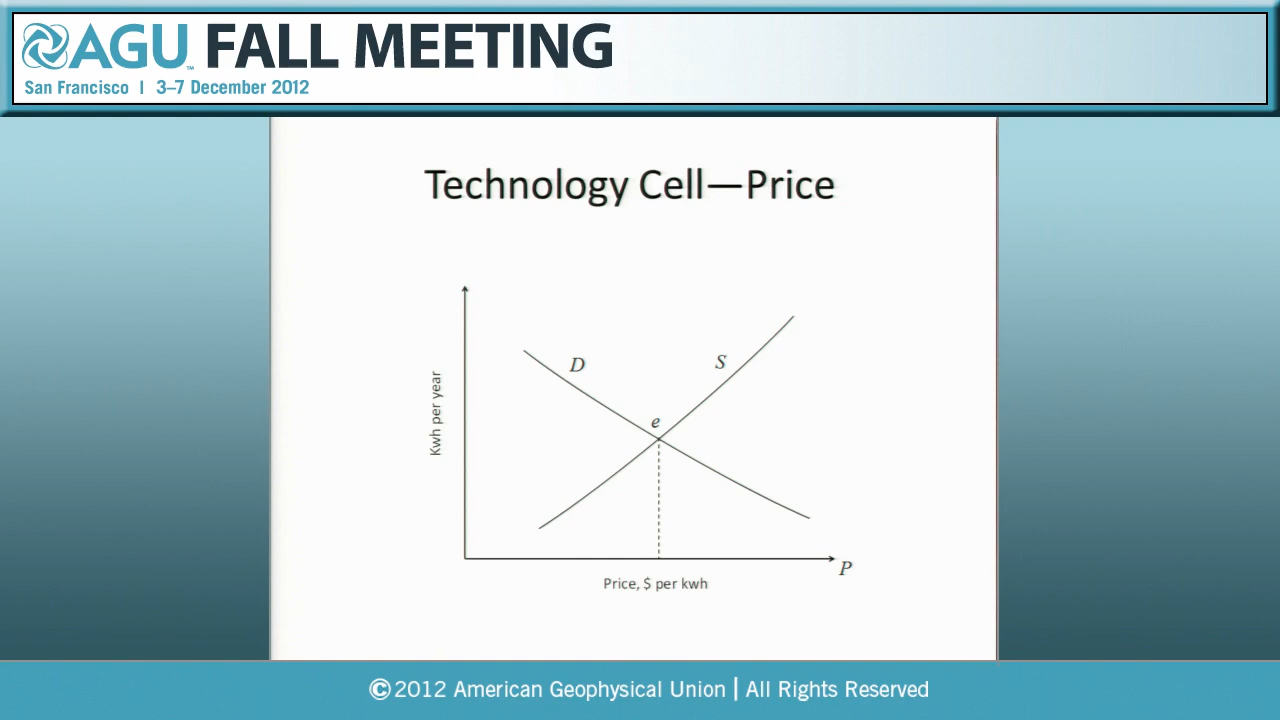 AGU™ FALL MEETING
San Francisco | 3–7 December 2012
Technology Cell—Price
D
S
e
Kwh per year
P
Price, $ per kwh
©2012 American Geophysical Union | All Rights Reserved